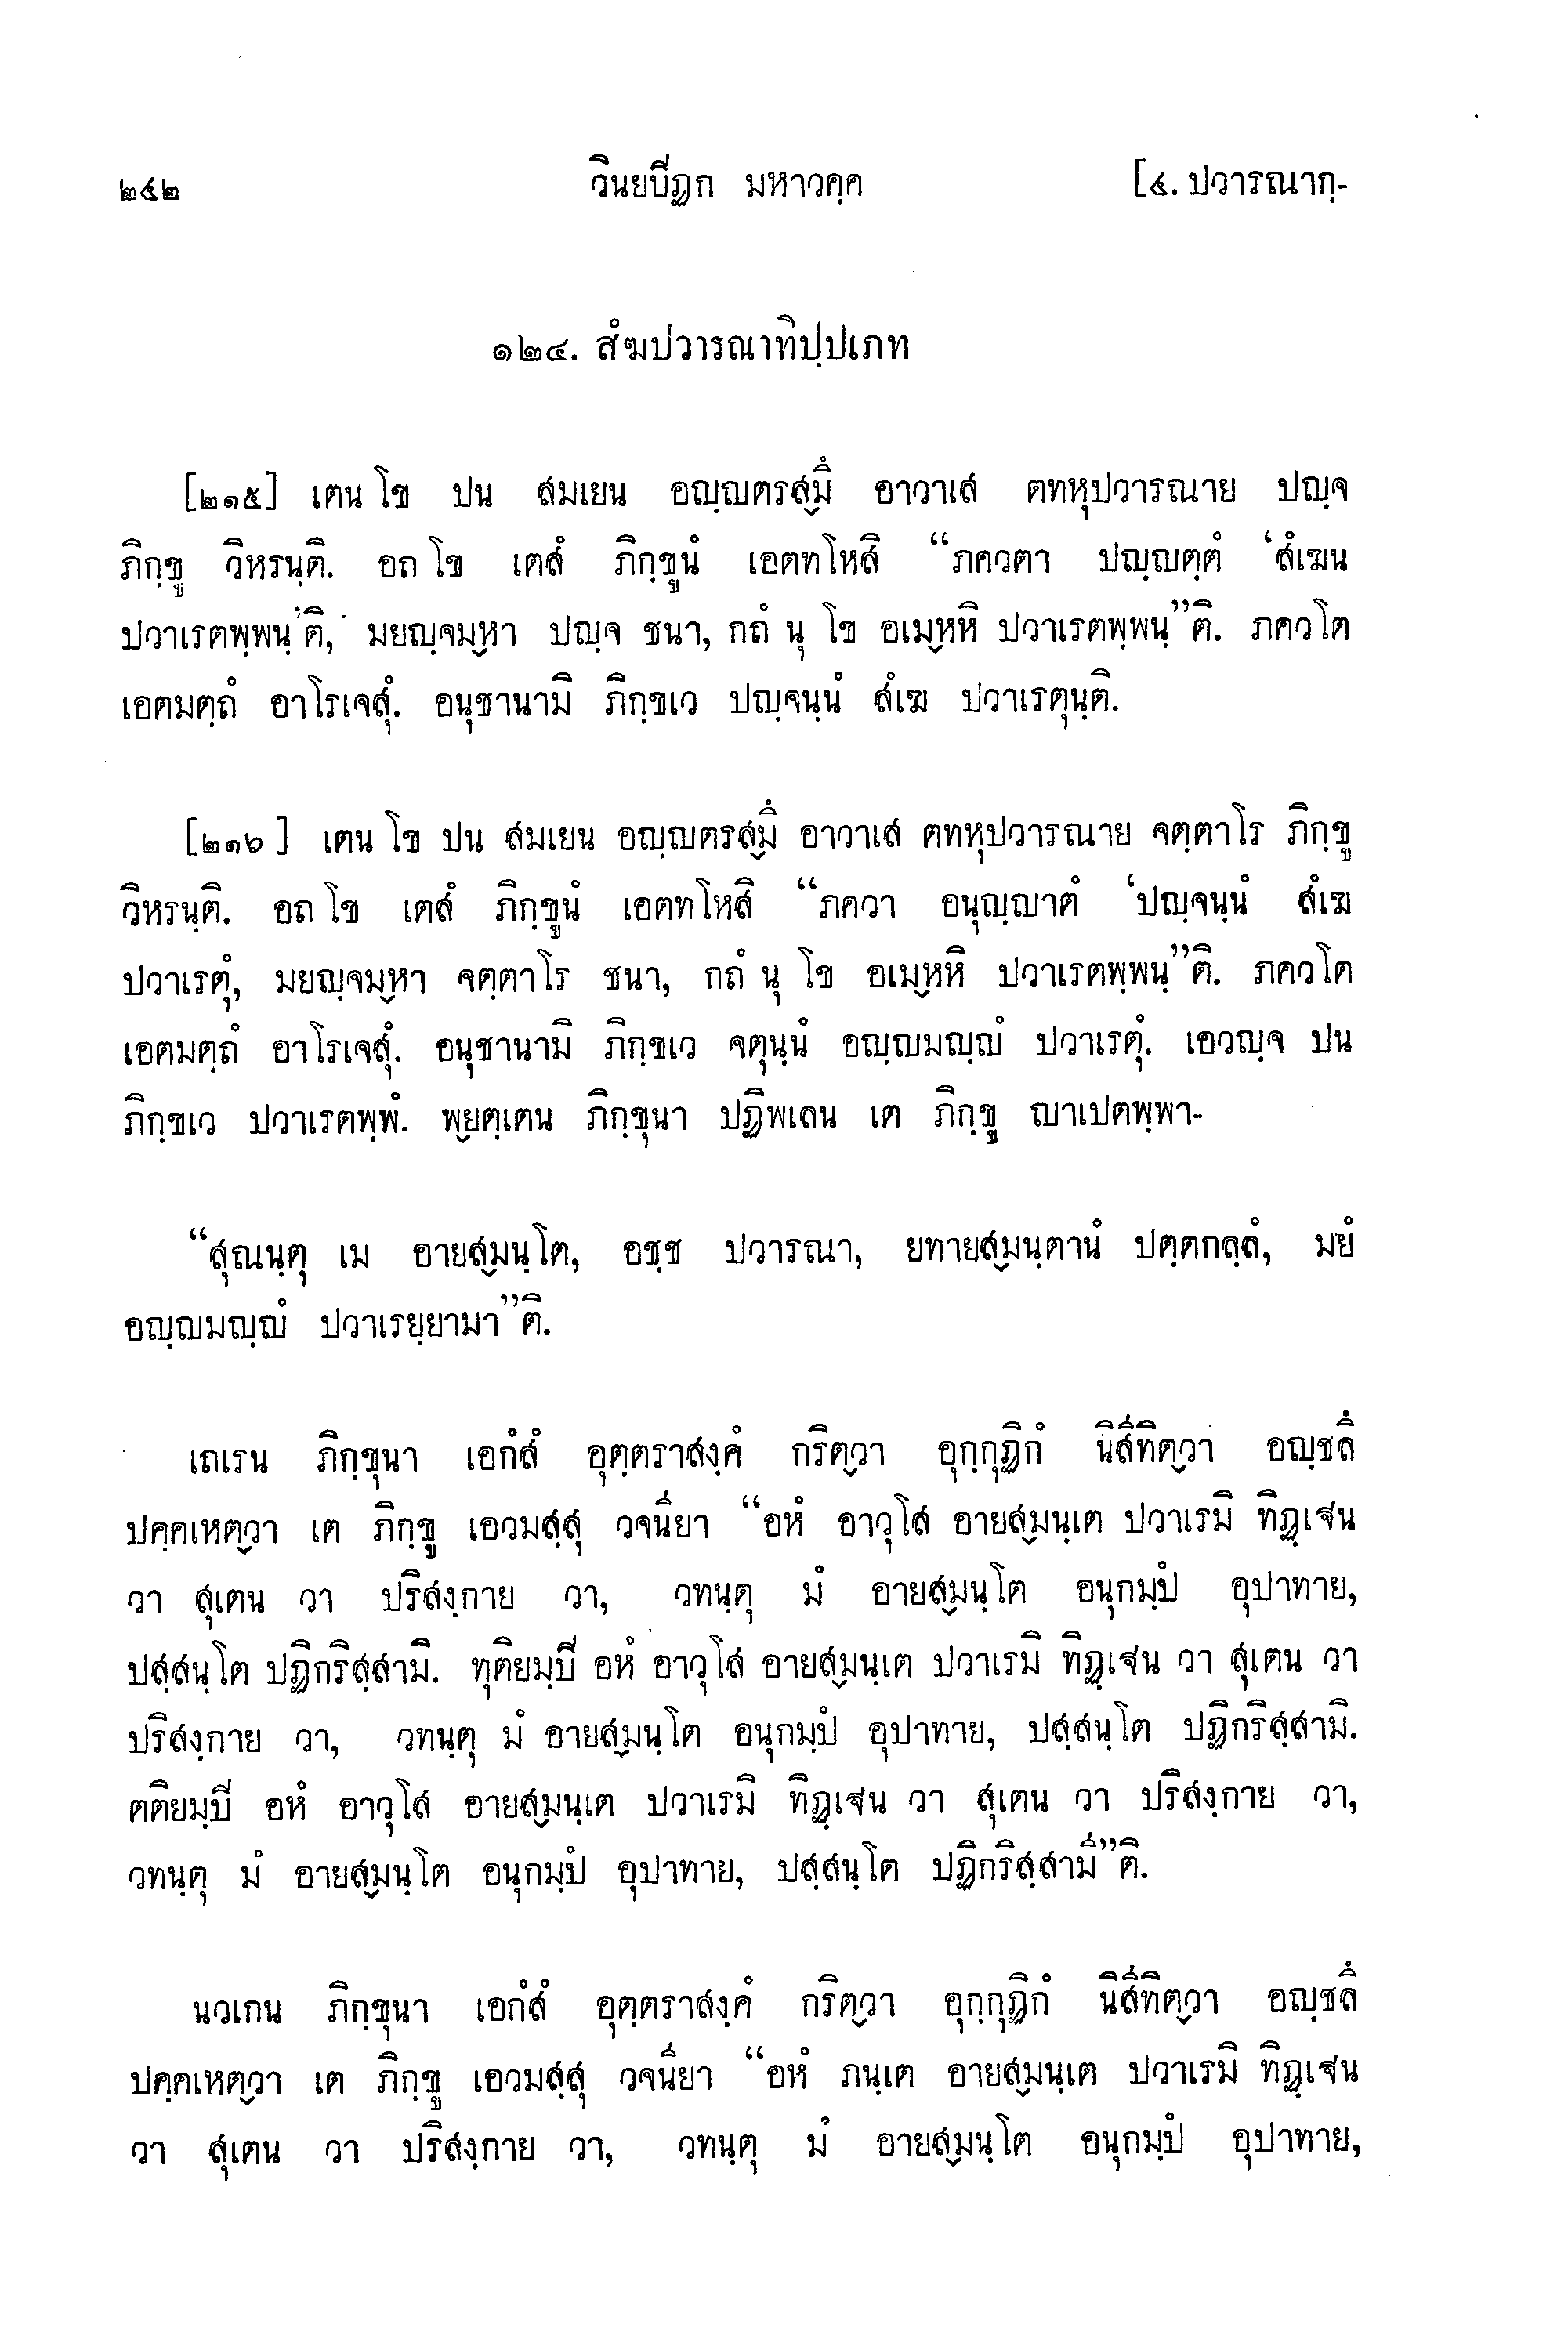 ๒๔๒ วินยปิฏก มหาวคฺค [๔. ปวารณากฺ-
๑๒๔. สํฆปวารณาทิปฺปเภท
[๒๑๕] เตน โข ปน สมเยน อญฺญตรส๎มึ อาวาเส ตทหุปวารณาย ปญฺจ
ภิกฺขู วิหรนฺติ. อถ โข เตสํ ภิกฺขูนํ เอตทโหสิ “ภควตา ปญฺญตฺตํ ‘สํเฆน
ปวาเรตพฺพนฺ’ติ, มยญฺจม๎หา ปญฺจ ชนา, กถํ นุ โข อเม๎หหิ ปวาเรตพฺพนฺ”ติ. ภควโต
เอตมตฺถํ อาโรเจสุํ. อนุชานามิ ภิกฺขเว ปญฺจนฺนํ สํเฆ ปวาเรตุนฺติ.
[๒๑๖] เตน โข ปน สมเยน อญฺญตรส๎มึ อาวาเส ตทหุปวารณาย จตฺตาโร ภิกฺขู
วิหรนฺติ. อถ โข เตสํ ภิกฺขูนํ เอตทโหสิ “ภควา อนุญฺญาตํ ‘ปญฺจนฺนํ สํเฆ
ปวาเรตุํ, มยญฺจม๎หา จตฺตาโร ชนา, กถํ นุ โข อเม๎หหิ ปวาเรตพฺพนฺ”ติ. ภควโต
เอตมตฺถํ อาโรเจสุํ. อนุชานามิ ภิกฺขเว จตุนฺนํ อญฺญมญฺญํ ปวาเรตุํ. เอวญฺจ ปน
ภิกฺขเว ปวาเรตพฺพํ. พ๎ยตฺเตน ภิกฺขุนา ปฏิพเลน เต ภิกฺขู ญาเปตพฺพา-
“สุณนฺตุ เม อายส๎มนฺโต, อชฺช ปวารณา, ยทายส๎มนฺตานํ ปตฺตกลฺลํ, มยํ
อญฺญมญฺญํ ปวาเรยฺยามา”ติ.
เถเรน ภิกฺขุนา เอกํสํ อุตฺตราสงฺคํ กริต๎วา อุกฺกุฏิกํ นิสีทิต๎วา อญฺชลึ
ปคฺคเหต๎วา เต ภิกฺขู เอวมสฺสุ วจนียา “อหํ อาวุโส อายส๎มนฺเต ปวาเรมิ ทิฏฺเฐน
วา สุเตน วา ปริสงฺกาย วา, วทนฺตุ มํ อายส๎มนฺโต อนุกมฺปํ อุปาทาย,
ปสฺสนฺโต ปฏิกริสฺสามิ. ทุติยมฺปิ อหํ อาวุโส อายส๎มนฺเต ปวาเรมิ ทิฏฺเฐน วา สุเตน วา
ปริสงฺกาย วา, วทนฺตุ มํ อายส๎มนฺโต อนุกมฺปํ อุปาทาย, ปสฺสนฺโต ปฏิกริสฺสามิ.
ตติยมฺปิ อหํ อาวุโส อายส๎มนฺเต ปวาเรมิ ทิฏฺเฐน วา สุเตน วา ปริสงฺกาย วา,
วทนฺตุ มํ อายส๎มนฺโต อนุกมฺปํ อุปาทาย, ปสฺสนฺโต ปฏิกริสฺสามี”ติ.
นวเกน ภิกฺขุนา เอกํสํ อุตฺตราสงฺคํ กริต๎วา อุกฺกุฏิกํ นิสีทิต๎วา อญฺชลึ
ปคฺคเหต๎วา เต ภิกฺขู เอวมสฺสุ วจนียา “อหํ ภนฺเต อายส๎มนฺเต ปวาเรมิ ทิฏฺเฐน
วา สุเตน วา ปริสงฺกาย วา, วทนฺตุ มํ อายส๎มนฺโต อนุกมฺปํ อุปาทาย,